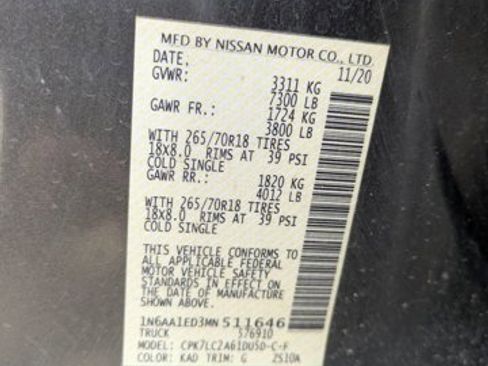 MFD BY NISSAN MOTOR CO., LTD.
DATE, 11/20
GVWR: 3311 KG
7300 LB
GAWR FR.: 1724 KG
3800 LB
WITH 265/70R18 TIRES
18X8.0 RIMS AT 39 PSI
COLD SINGLE
GAWR RR.: 1820 KG
4012 LB
WITH 265/70R18 TIRES
18X8.0 RIMS AT 39 PSI
COLD SINGLE
THIS VEHICLE CONFORMS TO
ALL APPLICABLE FEDERAL
MOTOR VEHICLE SAFETY
STANDARDS IN EFFECT ON
THE DATE OF MANUFACTURE
SHOWN ABOVE.
1N6AA1ED3MN511646
TRUCK 576910
MODEL: CPK7LC2A61DU5D-C-F
COLOR: KAD TRIM: G 2510A